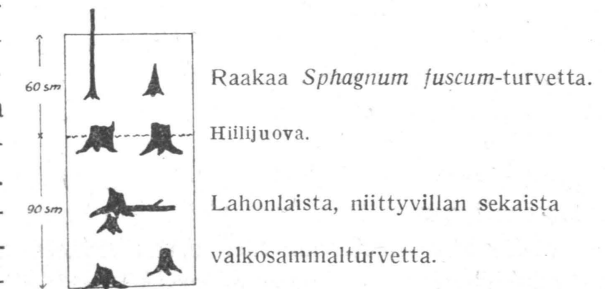 60 sm
Raakaa Sphagnum fuscum-turvetta.
Hiilijuova.
90 sm
Lahonlaista, niittyvillan sekaista
valkosammalturvetta.